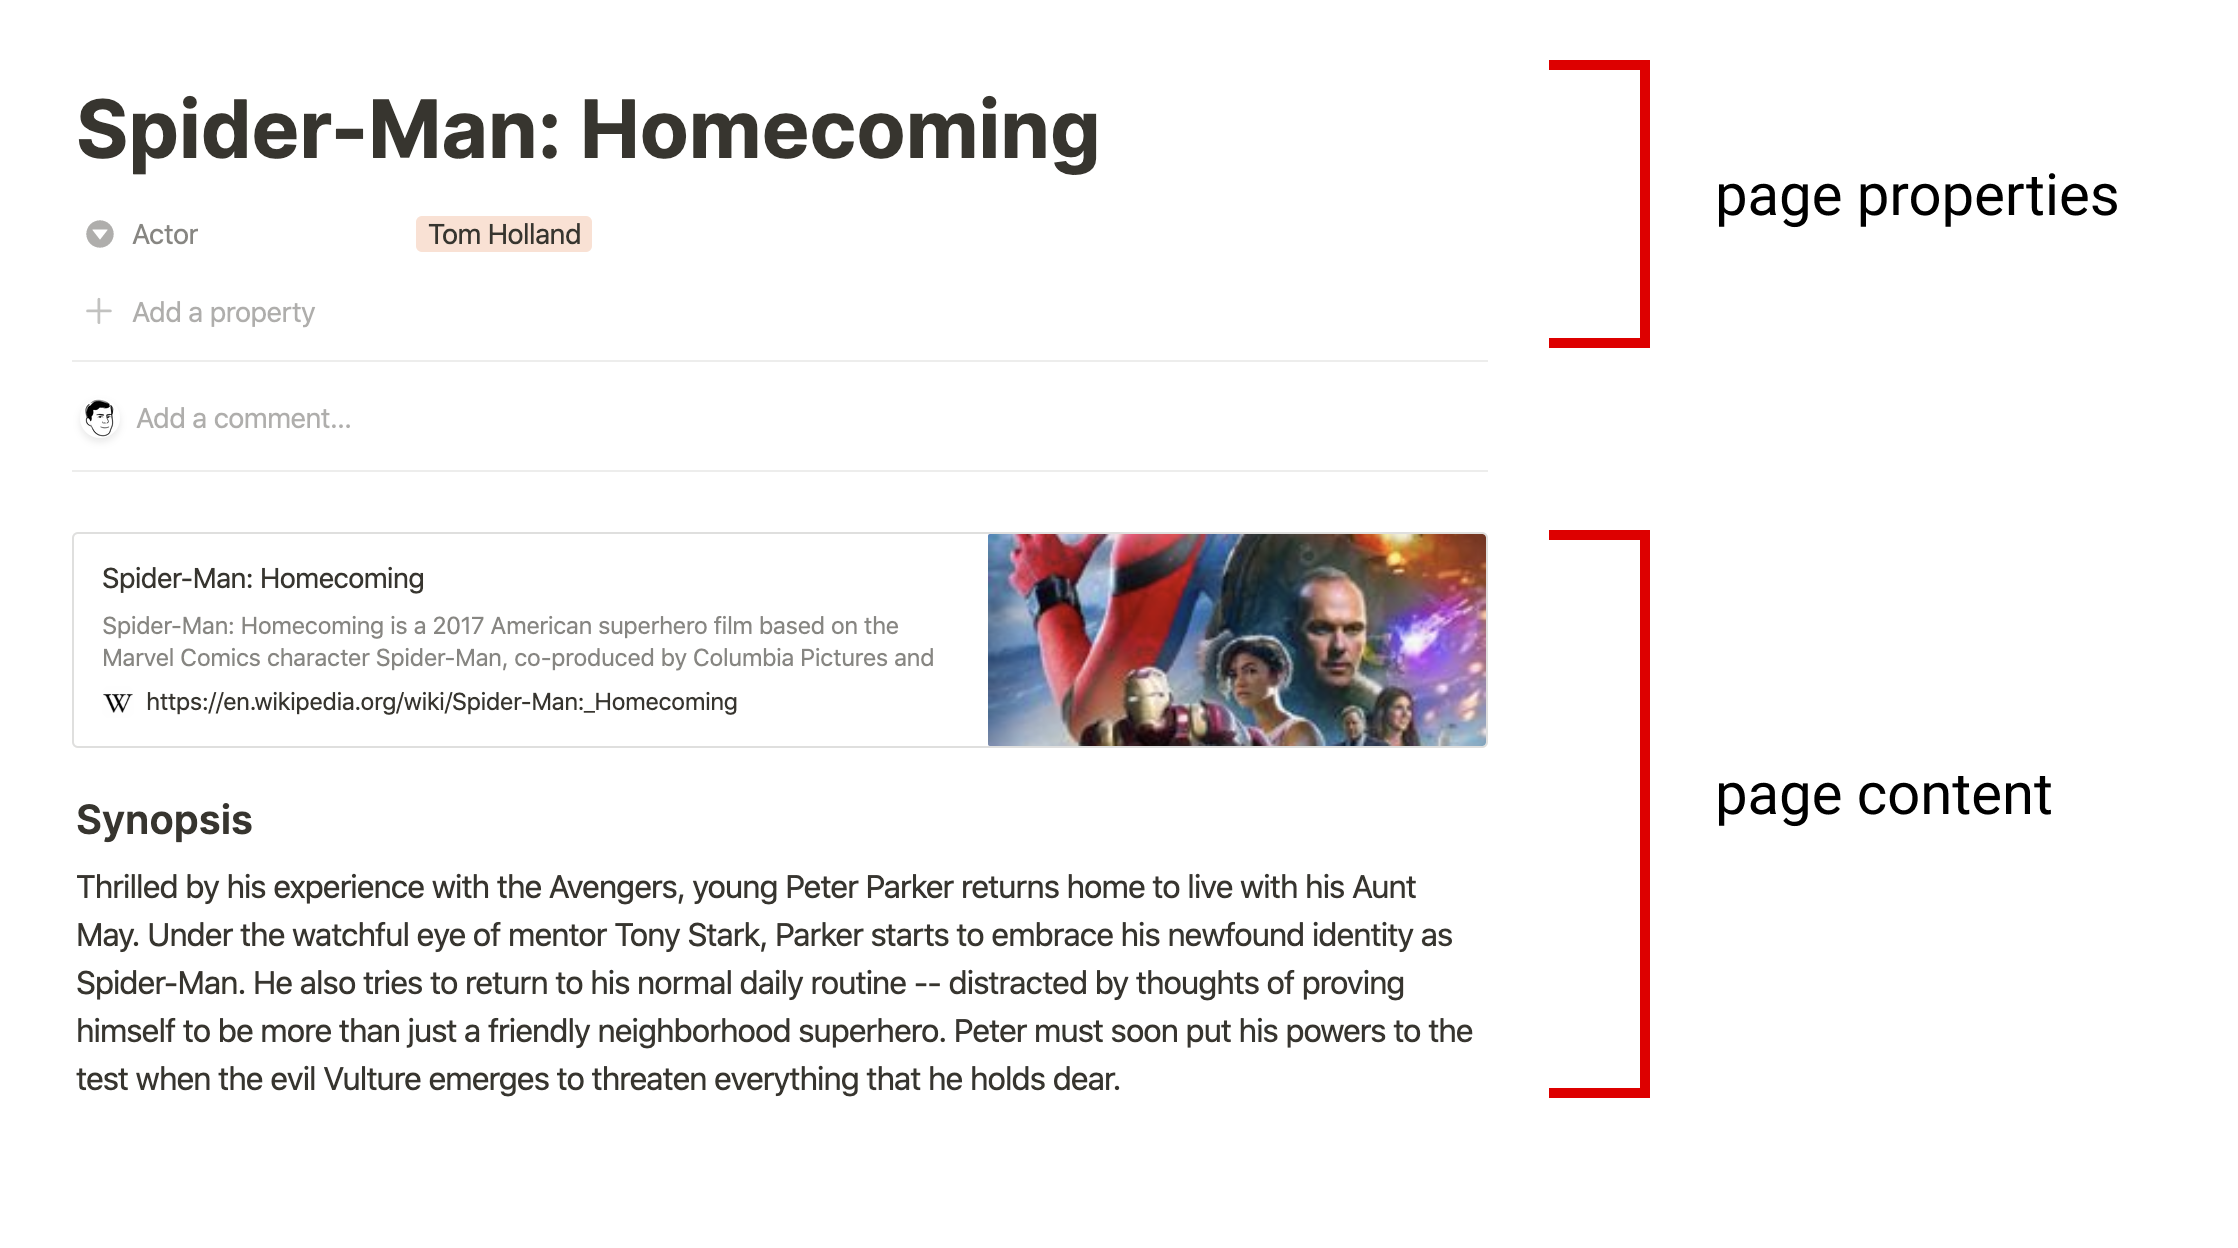 Spider-Man: Homecoming
page properties
Actor
Tom Holland
Add a property
Add a comment...
Spider-Man: Homecoming
Spider-Man: Homecoming is a 2017 American superhero film based on the
Marvel Comics character Spider-Man, co-produced by Columbia Pictures and
W https://en.wikipedia.org/wiki/Spider-Man:_Homecoming
page content
Synopsis
Thrilled by his experience with the Avengers, young Peter Parker returns home to live with his Aunt
May. Under the watchful eye of mentor Tony Stark, Parker starts to embrace his newfound identity as
Spider-Man. He also tries to return to his normal daily routine -- distracted by thoughts of proving
himself to be more than just a friendly neighborhood superhero. Peter must soon put his powers to the
test when the evil Vulture emerges to threaten everything that he holds dear.